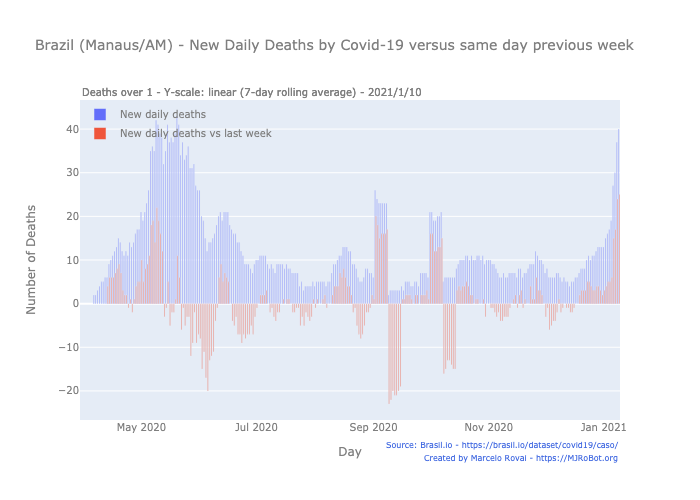 Brazil (Manaus/AM) - New Daily Deaths by Covid-19 versus same day previous week
Deaths over 1 - Y-scale: linear (7-day rolling average) - 2021/1/10
New daily deaths
New daily deaths vs last week
Number of Deaths
40
30
20
10
0
−10
−20
May 2020
Jul 2020
Sep 2020
Nov 2020
Jan 2021
Day
Source: Brasil.io - https://brasil.io/dataset/covid19/caso/
Created by Marcelo Rovai - https://MJRoBot.org